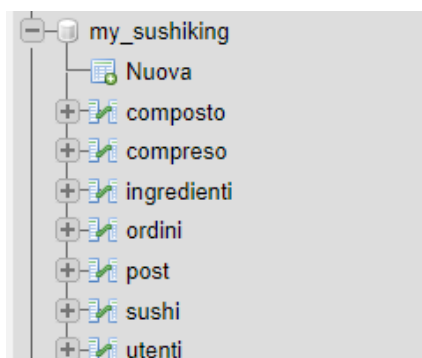 my_sushiking
Nuova
composto
compreso
ingredienti
ordini
post
sushi
utenti